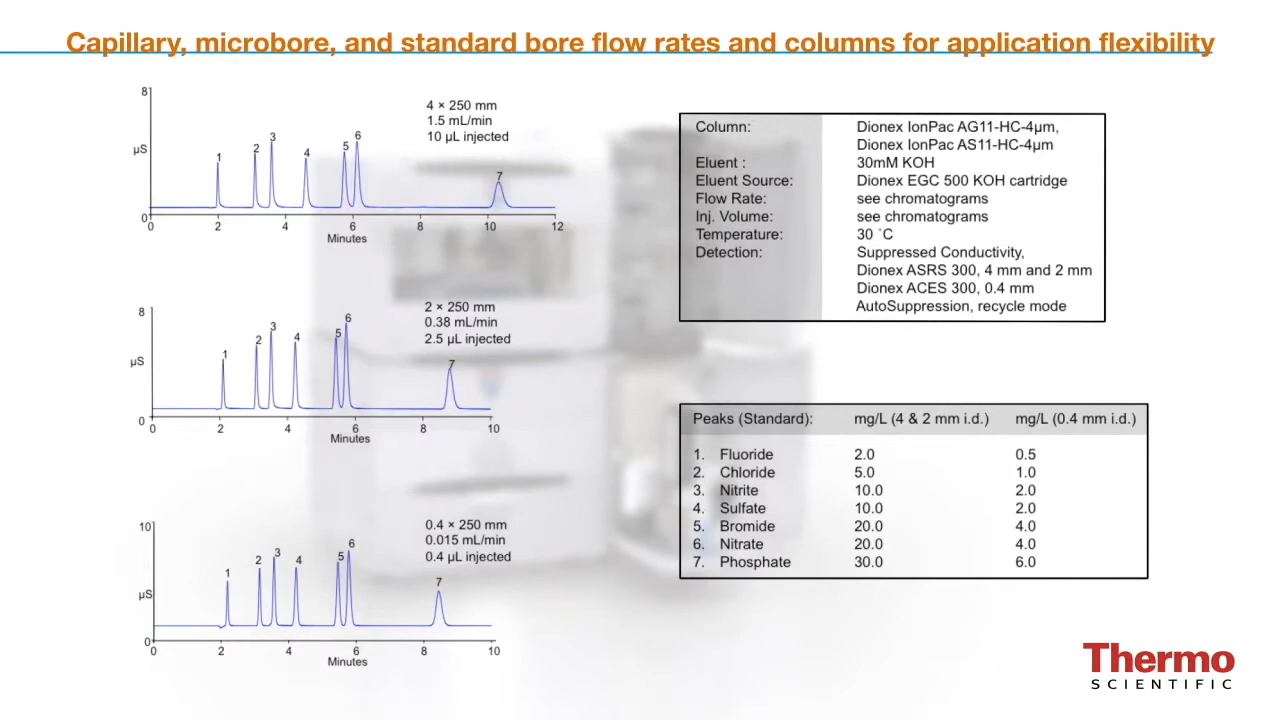 Capillary, microbore, and standard bore flow rates and columns for application flexibility
8
µS
0
1
2
3
4
5
6
7
4 × 250 mm
1.5 mL/min
10 µL injected
0 2 4 6 8 10 12
Minutes
8
µS
0
1
2
3
4
5
6
7
2 × 250 mm
0.38 mL/min
2.5 µL injected
0 2 4 6 8 10
Minutes
10
µS
0
1
2
3
4
5
6
7
0.4 × 250 mm
0.015 mL/min
0.4 µL injected
0 2 4 6 8 10
Minutes
Column: Dionex IonPac AG11-HC-4µm,
Dionex IonPac AS11-HC-4µm
Eluent : 30mM KOH
Eluent Source: Dionex EGC 500 KOH cartridge
Flow Rate: see chromatograms
Inj. Volume: see chromatograms
Temperature: 30 ˚C
Detection: Suppressed Conductivity,
Dionex ASRS 300, 4 mm and 2 mm
Dionex ACES 300, 0.4 mm
AutoSuppression, recycle mode
Peaks (Standard): mg/L (4 & 2 mm i.d.) mg/L (0.4 mm i.d.)
1. Fluoride 2.0 0.5
2. Chloride 5.0 1.0
3. Nitrite 10.0 2.0
4. Sulfate 10.0 2.0
5. Bromide 20.0 4.0
6. Nitrate 20.0 4.0
7. Phosphate 30.0 6.0
Thermo
SCIENTIFIC